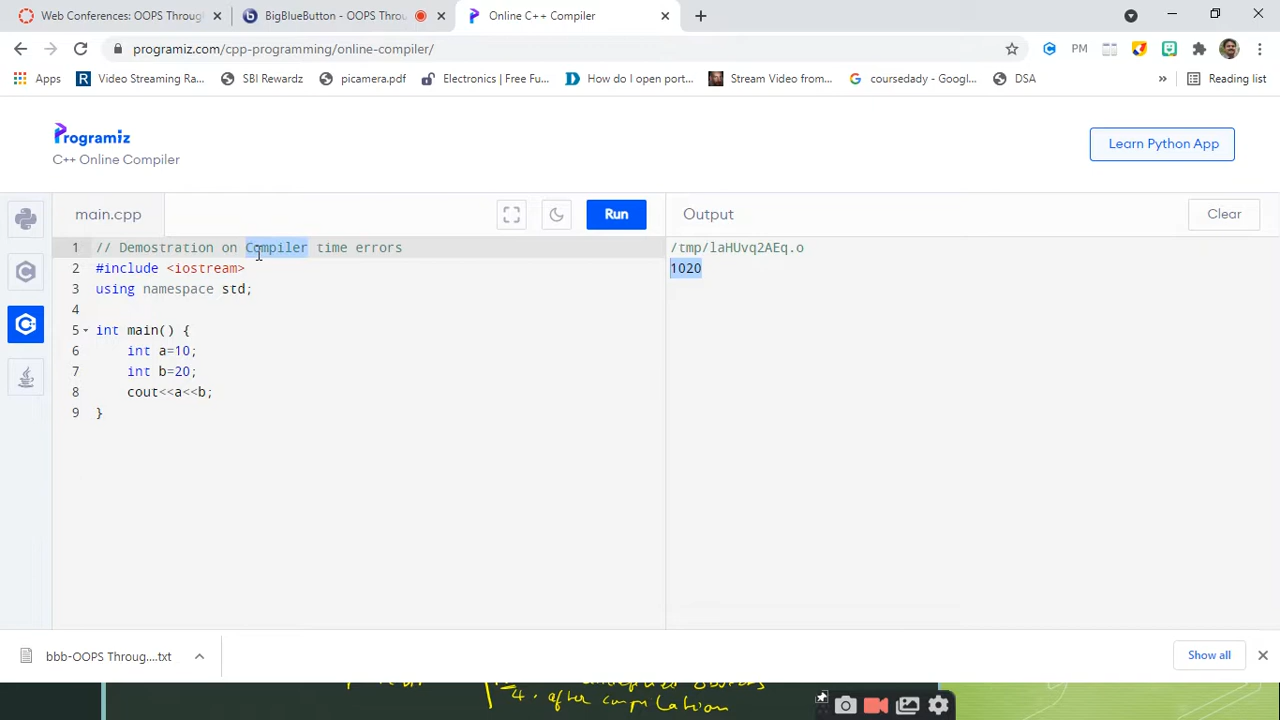 Web Conferences: OOPS Through
BigBlueButton - OOPS Throu
Online C++ Compiler
programiz.com/cpp-programming/online-compiler/
PM
Apps
Video Streaming Ra...
SBI Rewardz
picamera.pdf
Electronics | Free Fu...
How do I open port...
Stream Video from...
coursedady - Googl...
DSA
»
Reading list
Programiz
C++ Online Compiler
Learn Python App
main.cpp
Run
Output
Clear
1 // Demostration on Compiler time errors
2 #include <iostream>
3 using namespace std;
4
5 int main() {
6 int a=10;
7 int b=20;
8 cout<<a<<b;
9 }
/tmp/laHUvq2AEq.o
1020
bbb-OOPS Throug....txt
Show all
4. after compilation